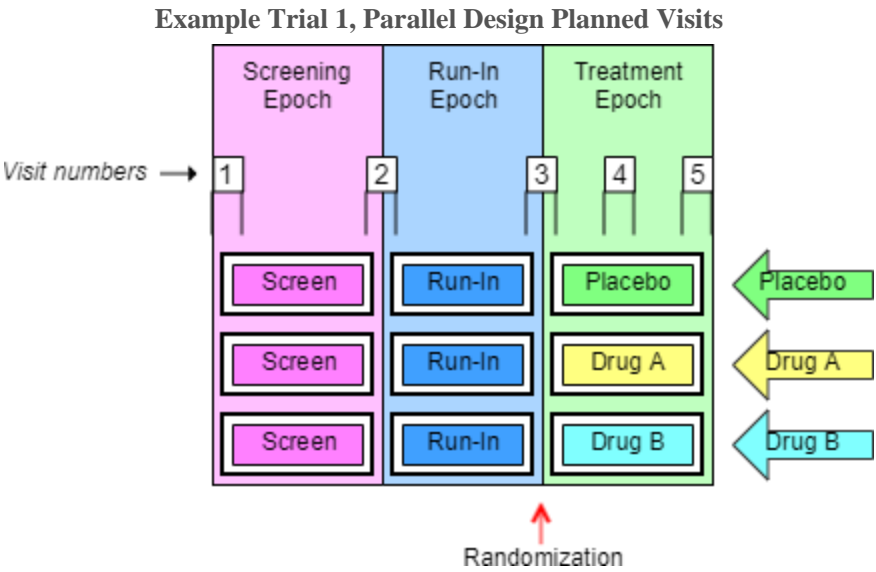 Example Trial 1, Parallel Design Planned Visits
Screening
Epoch
Run-In
Epoch
Treatment
Epoch
Visit numbers
1
2
3
4
5
Screen
Run-In
Placebo
Placebo
Screen
Run-In
Drug A
Drug A
Screen
Run-In
Drug B
Drug B
Randomization